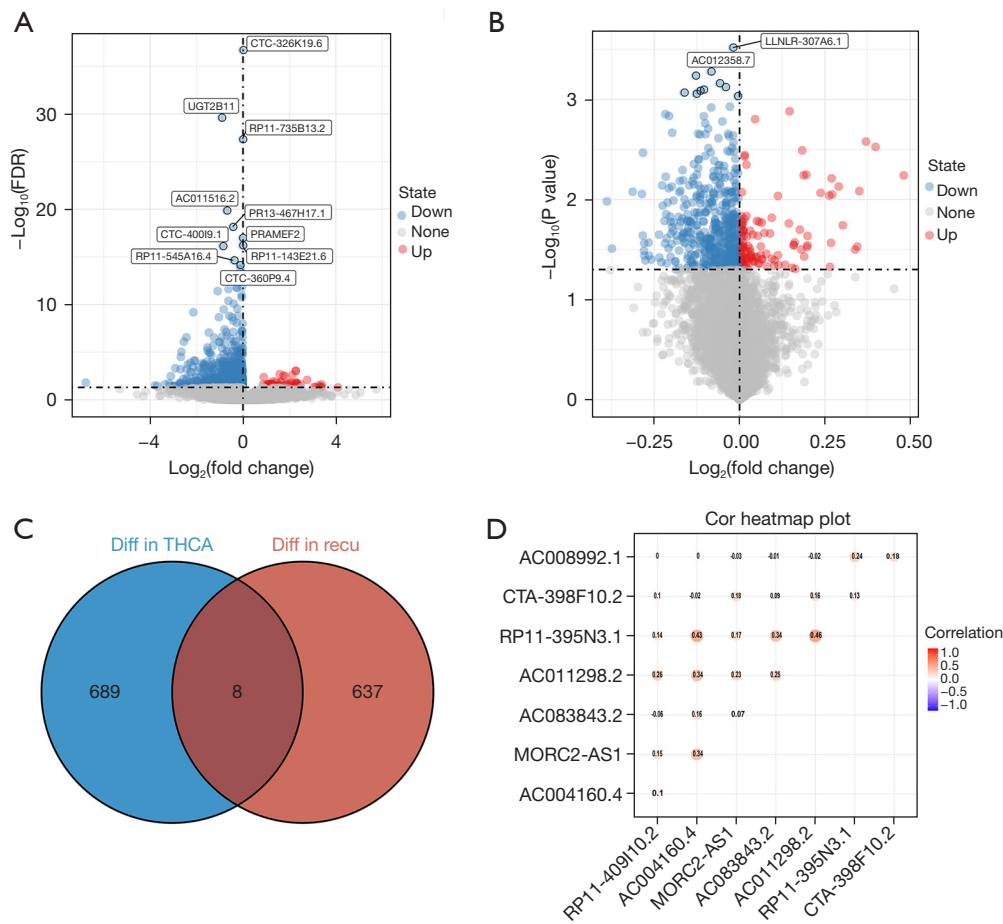 A
CTC-326K19.6
UGT2B11
RP11-735B13.2
AC011516.2
PR13-467H17.1
CTC-400I9.1
PRAMEF2
RP11-545A16.4
RP11-143E21.6
CTC-360P9.4
30
20
10
0
−Log10(FDR)
−4
0
4
Log2(fold change)
State
Down
None
Up
B
LLNLR-307A6.1
AC012358.7
3
2
1
0
−Log10(P value)
−0.25
0.00
0.25
0.50
Log2(fold change)
State
Down
None
Up
C
Diff in THCA
Diff in recu
689
8
637
D
Cor heatmap plot
AC008992.1 0 0 -0.03 -0.01 -0.02 0.24 0.18
CTA-398F10.2 0.1 -0.02 0.18 0.09 0.16 0.13
RP11-395N3.1 0.14 0.43 0.17 0.34 0.46
AC011298.2 0.26 0.34 0.23 0.25
AC083843.2 -0.06 0.16 0.07
MORC2-AS1 0.15 0.34
AC004160.4 0.1
RP11-409I10.2
AC004160.4
MORC2-AS1
AC083843.2
AC011298.2
RP11-395N3.1
CTA-398F10.2
Correlation
1.0
0.5
0.0
−0.5
−1.0